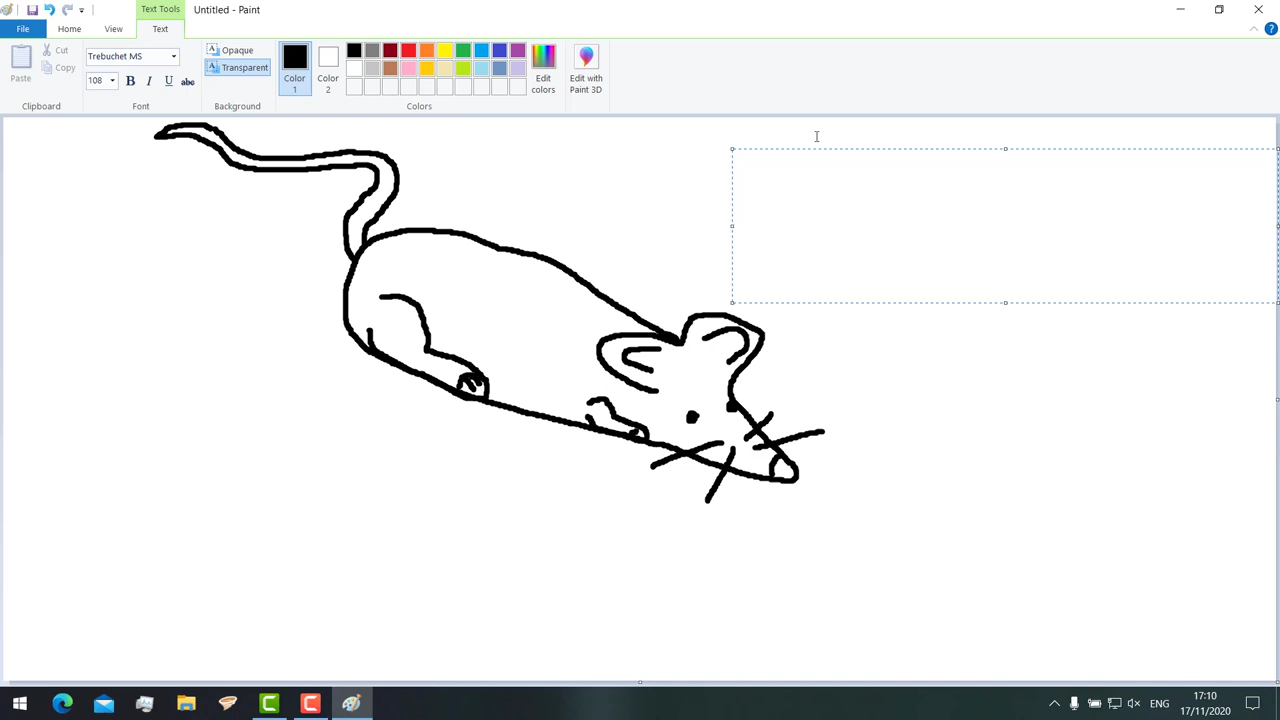 Text Tools
Untitled - Paint
File
Home
View
Text
Paste
Cut
Copy
Clipboard
Trebuchet MS
108
B I U abc
Font
Opaque
Transparent
Background
Color 1
Color 2
Edit colors
Colors
Edit with Paint 3D
ENG
17:10
17/11/2020